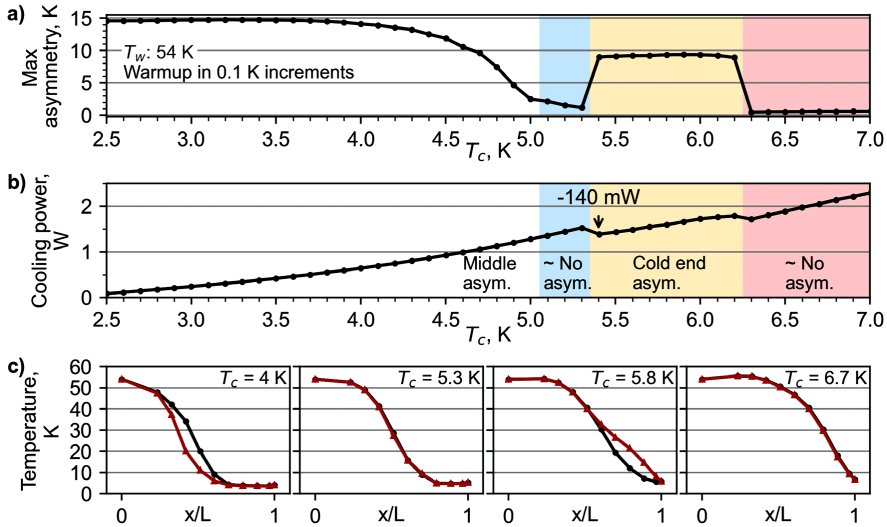 a)
Max
asymmetry, K
15
10
5
0
T_w: 54 K
Warmup in 0.1 K increments
2.5 3.0 3.5 4.0 4.5 5.0 5.5 6.0 6.5 7.0
T_c, K
b)
Cooling power,
W
2
1
0
-140 mW
Middle
asym.
~ No
asym.
Cold end
asym.
~ No
asym.
2.5 3.0 3.5 4.0 4.5 5.0 5.5 6.0 6.5 7.0
T_c, K
c)
Temperature,
K
60
50
40
30
20
10
0
T_c = 4 K
T_c = 5.3 K
T_c = 5.8 K
T_c = 6.7 K
0 x/L 1
0 x/L 1
0 x/L 1
0 x/L 1